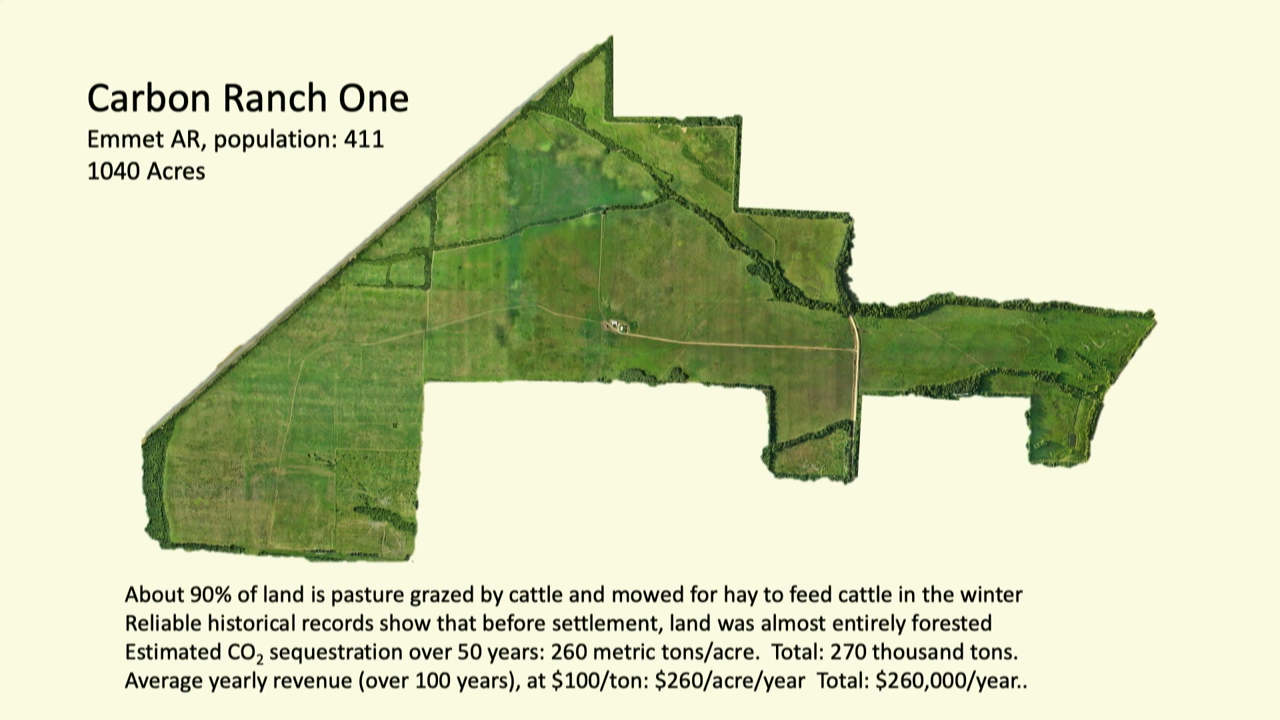 Carbon Ranch One
Emmet AR, population: 411
1040 Acres
About 90% of land is pasture grazed by cattle and mowed for hay to feed cattle in the winter
Reliable historical records show that before settlement, land was almost entirely forested
Estimated CO₂ sequestration over 50 years: 260 metric tons/acre.  Total: 270 thousand tons.
Average yearly revenue (over 100 years), at $100/ton: $260/acre/year  Total: $260,000/year..